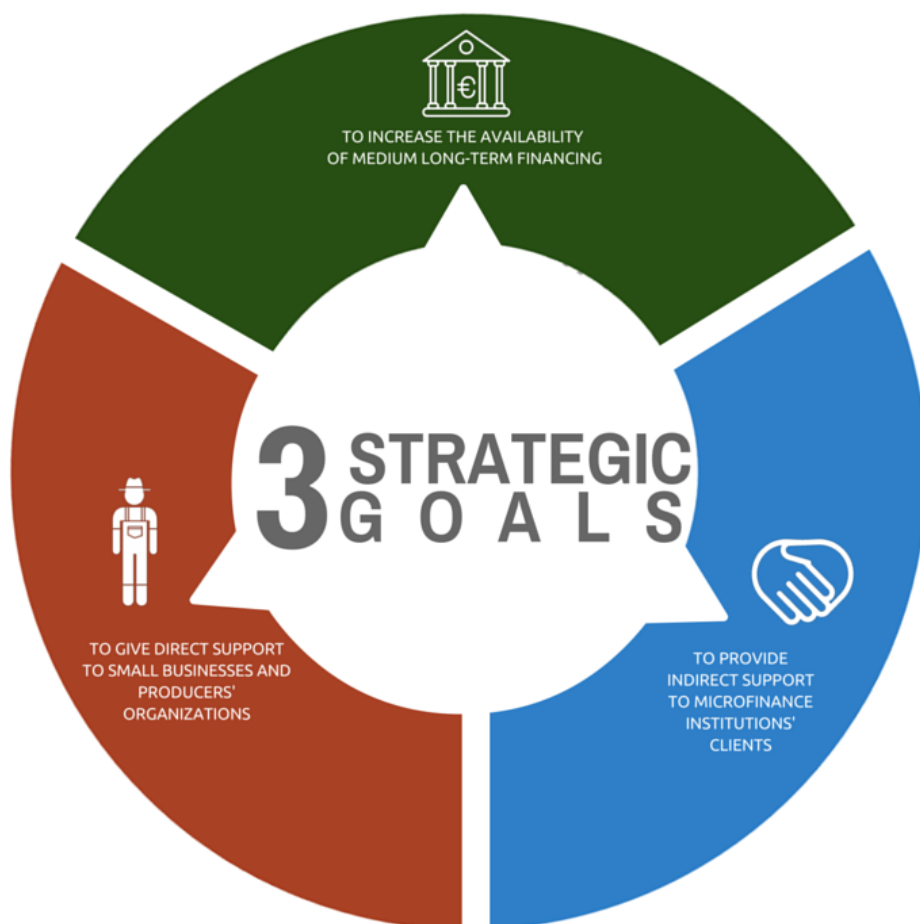 €
TO INCREASE THE AVAILABILITY
OF MEDIUM LONG-TERM FINANCING
3 STRATEGIC
GOALS
TO GIVE DIRECT SUPPORT
TO SMALL BUSINESSES AND
PRODUCERS'
ORGANIZATIONS
TO PROVIDE
INDIRECT SUPPORT
TO MICROFINANCE
INSTITUTIONS'
CLIENTS